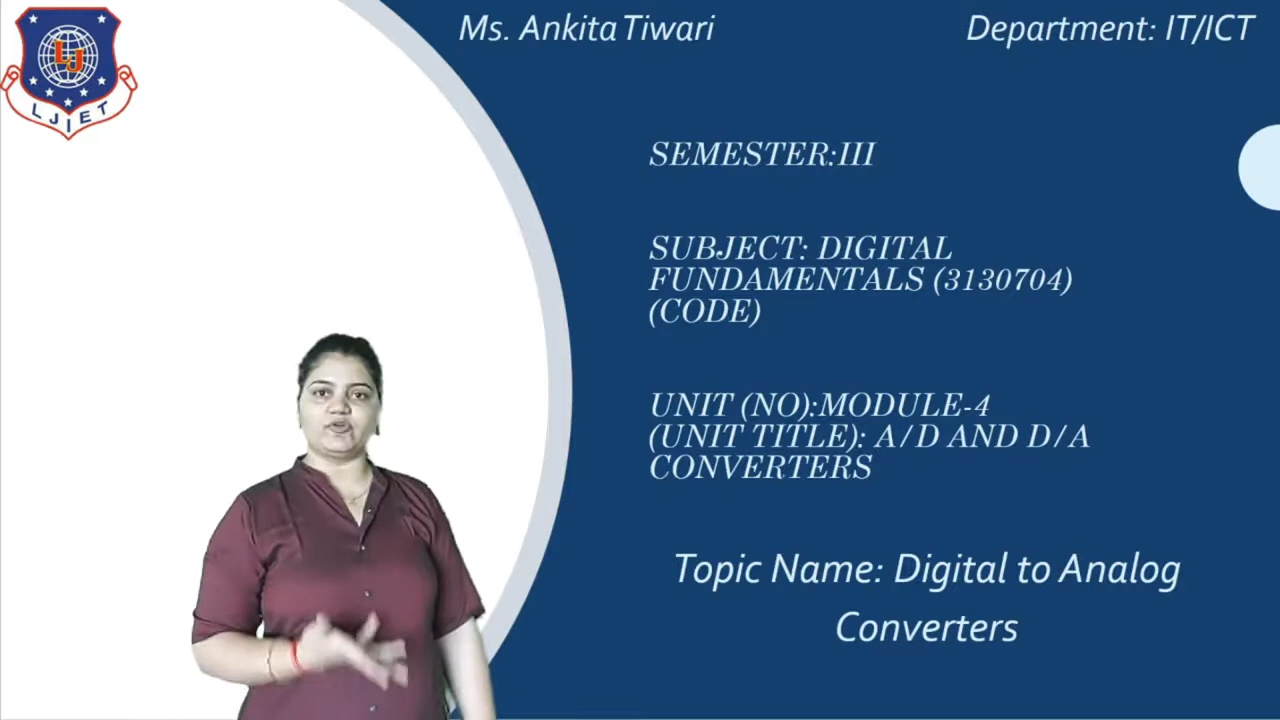 LJ
LJIET
Ms. Ankita Tiwari
Department: IT/ICT
SEMESTER:III
SUBJECT: DIGITAL
FUNDAMENTALS (3130704)
(CODE)
UNIT (NO):MODULE-4
(UNIT TITLE): A/D AND D/A
CONVERTERS
Topic Name: Digital to Analog
Converters